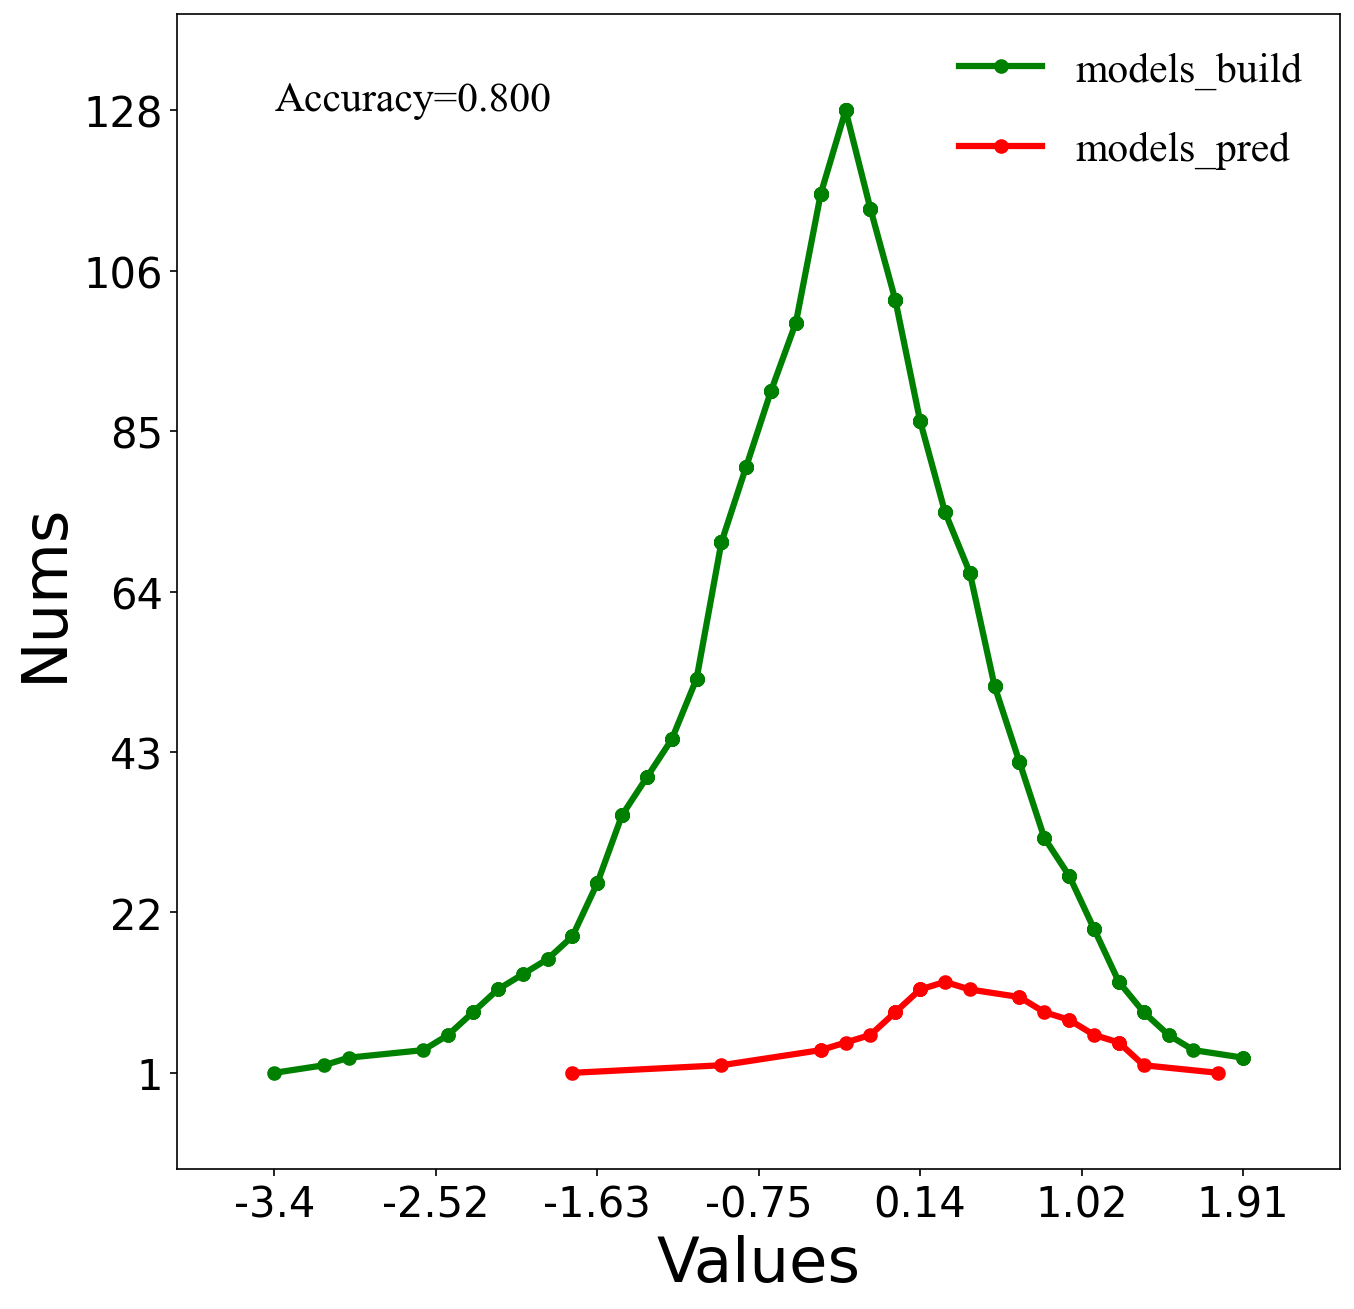 Accuracy=0.800
models_build
models_pred
128
106
85
64
43
22
1
Nums
-3.4 -2.52 -1.63 -0.75 0.14 1.02 1.91
Values